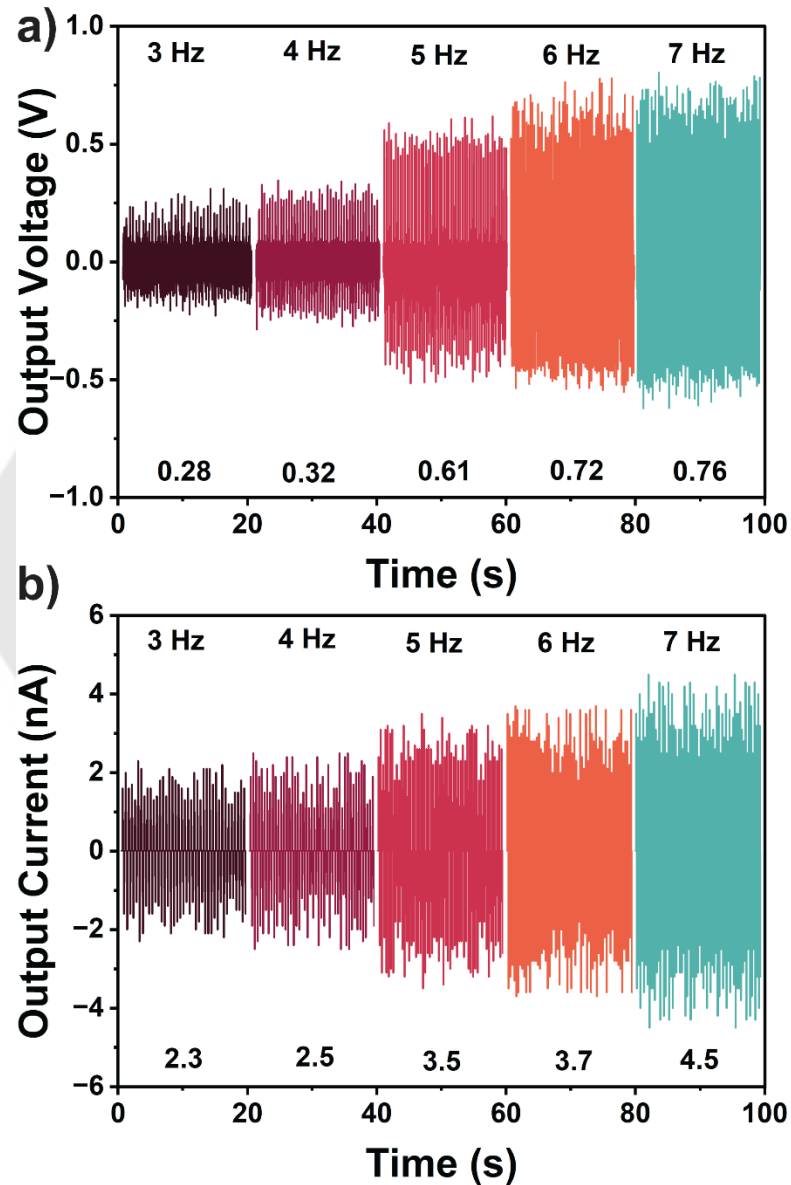 a)
1.0
3 Hz 4 Hz 5 Hz 6 Hz 7 Hz
0.5
Output Voltage (V)
0.0
−0.5
0.28 0.32 0.61 0.72 0.76
−1.0
0 20 40 60 80 100
Time (s)
b)
6
3 Hz 4 Hz 5 Hz 6 Hz 7 Hz
4
2
Output Current (nA)
0
−2
−4
2.3 2.5 3.5 3.7 4.5
−6
0 20 40 60 80 100
Time (s)